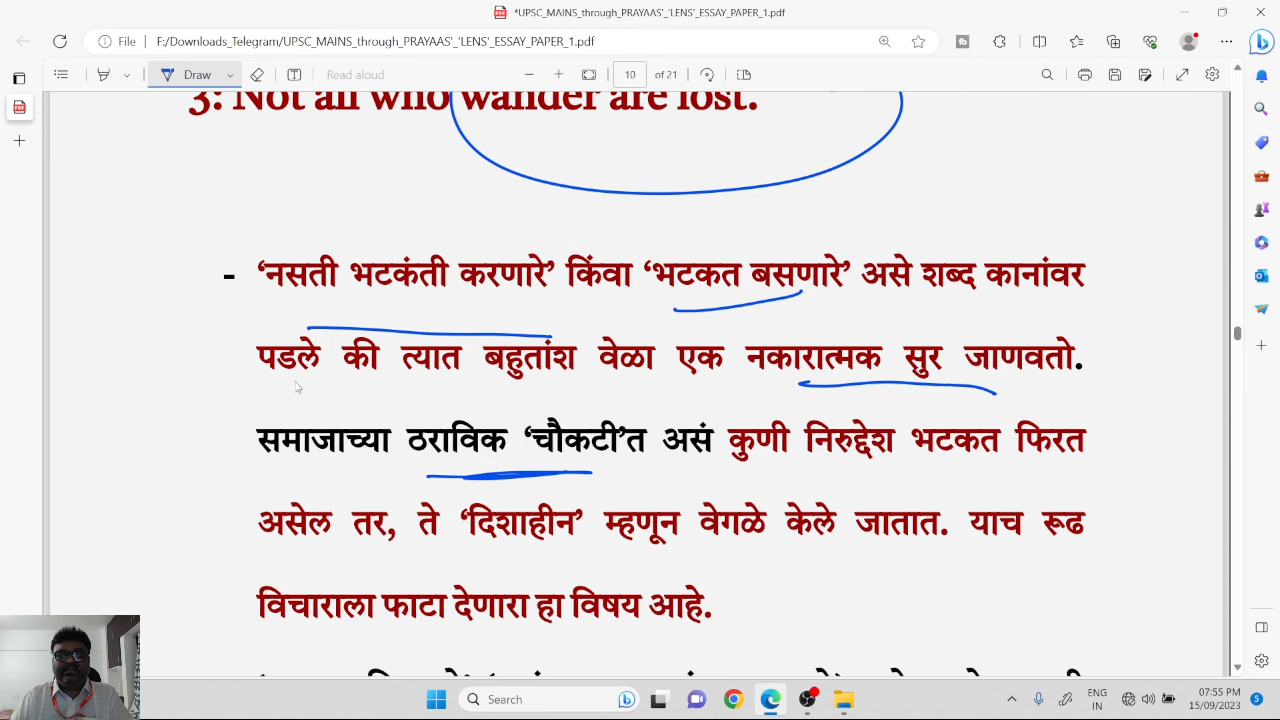 *UPSC_MAINS_through_PRAYAAS'_'LENS'_ESSAY_PAPER_1.pdf
File F:/Downloads_Telegram/UPSC_MAINS_through_PRAYAAS'_'LENS'_ESSAY_PAPER_1.pdf
Draw Read aloud 10 of 21
3: Not all who wander are lost.
- ‘नसती भटकंती करणारे’ किंवा ‘भटकत बसणारे’ असे शब्द कानांवर
पडले की त्यात बहुतांश वेळा एक नकारात्मक सुर जाणवतो.
समाजाच्या ठराविक ‘चौकटी’त असं कुणी निरुद्देश भटकत फिरत
असेल तर, ते ‘दिशाहीन’ म्हणून वेगळे केले जातात. याच रूढ
विचाराला फाटा देणारा हा विषय आहे.
Search
ENG
IN
07:55 PM
15/09/2023
5